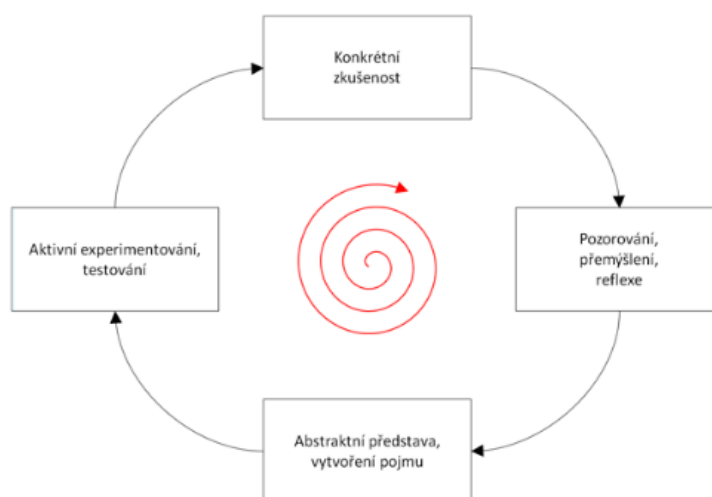 Konkrétní
zkušenost
Pozorování,
přemýšlení,
reflexe
Abstraktní představa,
vytvoření pojmu
Aktivní experimentování,
testování